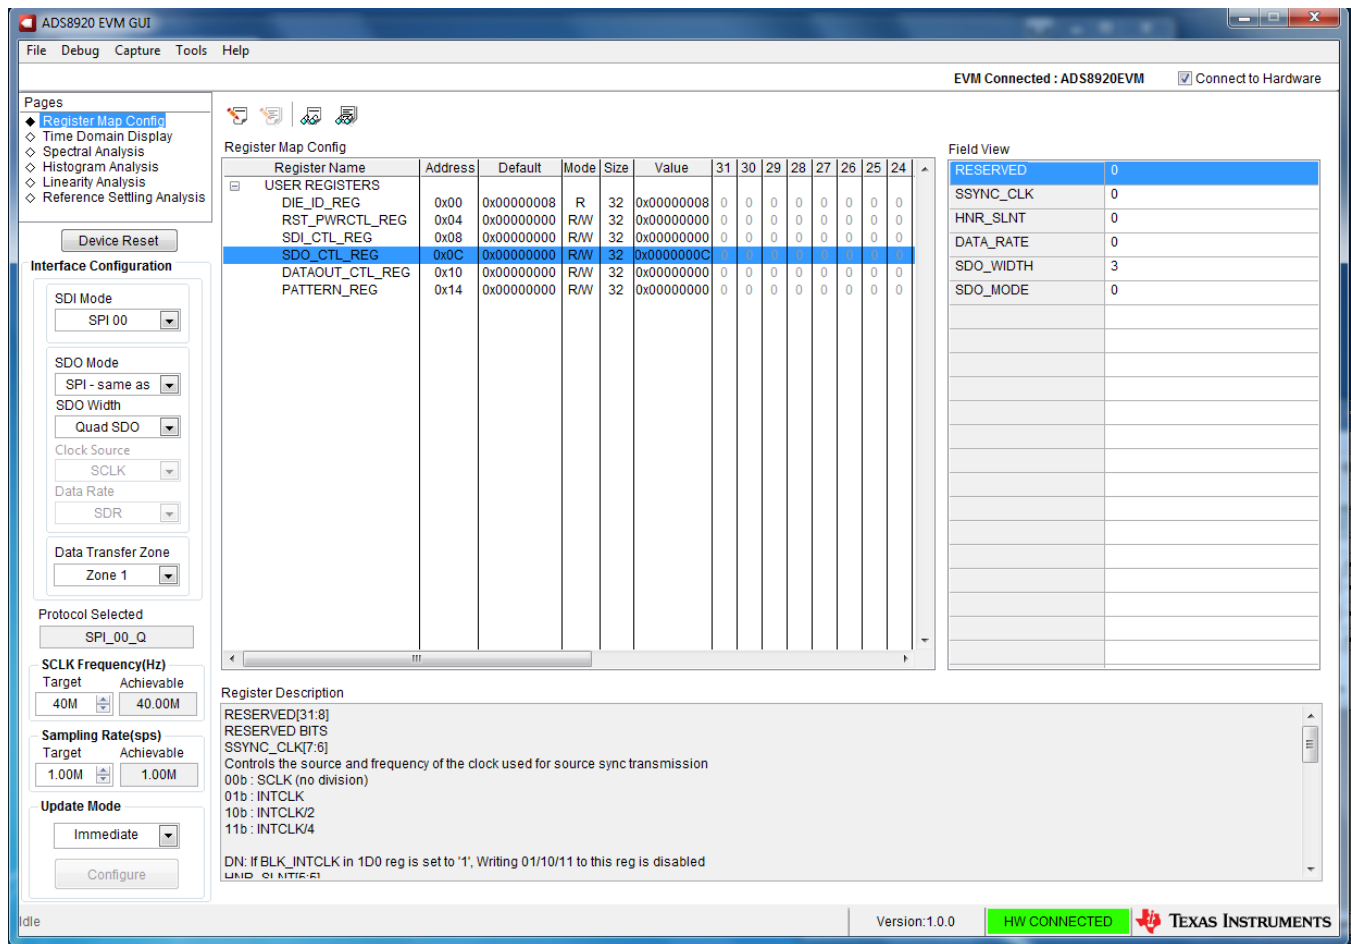 ADS8920 EVM GUI
File Debug Capture Tools Help
EVM Connected : ADS8920EVM Connect to Hardware
Pages
Register Map Config
Time Domain Display
Spectral Analysis
Histogram Analysis
Linearity Analysis
Reference Settling Analysis
Device Reset
Interface Configuration
SDI Mode
SPI 00
SDO Mode
SPI - same as
SDO Width
Quad SDO
Clock Source
SCLK
Data Rate
SDR
Data Transfer Zone
Zone 1
Protocol Selected
SPI_00_Q
SCLK Frequency(Hz)
Target Achievable
40M 40.00M
Sampling Rate(sps)
Target Achievable
1.00M 1.00M
Update Mode
Immediate
Configure
Register Map Config
Register Name Address Default Mode Size Value 31 30 29 28 27 26 25 24
USER REGISTERS
DIE_ID_REG 0x00 0x00000008 R 32 0x00000008 0 0 0 0 0 0 0 0
RST_PWRCTL_REG 0x04 0x00000000 R/W 32 0x00000000 0 0 0 0 0 0 0 0
SDI_CTL_REG 0x08 0x00000000 R/W 32 0x00000000 0 0 0 0 0 0 0 0
SDO_CTL_REG 0x0C 0x00000000 R/W 32 0x0000000C 0 0 0 0 0 0 0 0
DATAOUT_CTL_REG 0x10 0x00000000 R/W 32 0x00000000 0 0 0 0 0 0 0 0
PATTERN_REG 0x14 0x00000000 R/W 32 0x00000000 0 0 0 0 0 0 0 0
Field View
RESERVED 0
SSYNC_CLK 0
HNR_SLNT 0
DATA_RATE 0
SDO_WIDTH 3
SDO_MODE 0
Register Description
RESERVED[31:8]
RESERVED BITS
SSYNC_CLK[7:6]
Controls the source and frequency of the clock used for source sync transmission
00b : SCLK (no division)
01b : INTCLK
10b : INTCLK/2
11b : INTCLK/4
DN: If BLK_INTCLK in 1D0 reg is set to '1', Writing 01/10/11 to this reg is disabled
HNR_SLNT[5:5]
Idle
Version:1.0.0 HW CONNECTED TEXAS INSTRUMENTS